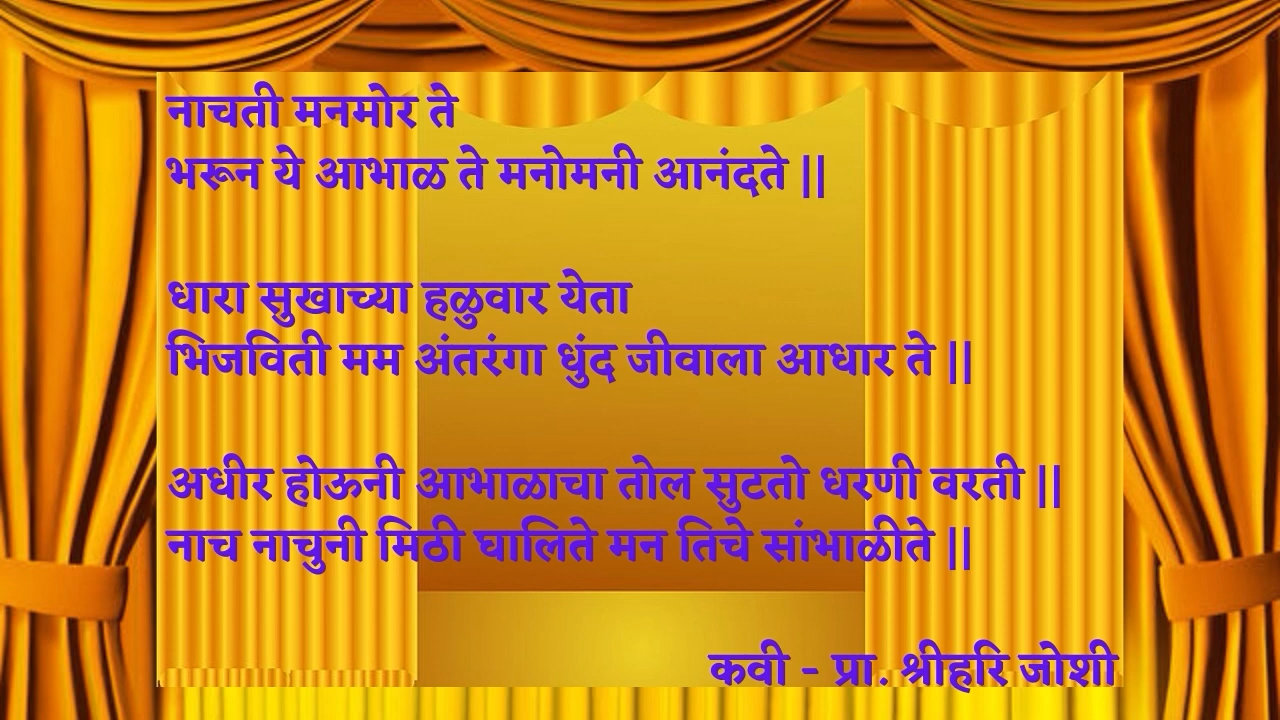 नाचती मनमोर ते
भरून ये आभाळ ते मनोमनी आनंदते ||
धारा सुखाच्या हळुवार येता
भिजविती मम अंतरंगा धुंद जीवाला आधार ते ||
अधीर होऊनी आभाळाचा तोल सुटतो धरणी वरती ||
नाच नाचुनी मिठी घालिते मन तिचे सांभाळीते ||
कवी - प्रा. श्रीहरि जोशी